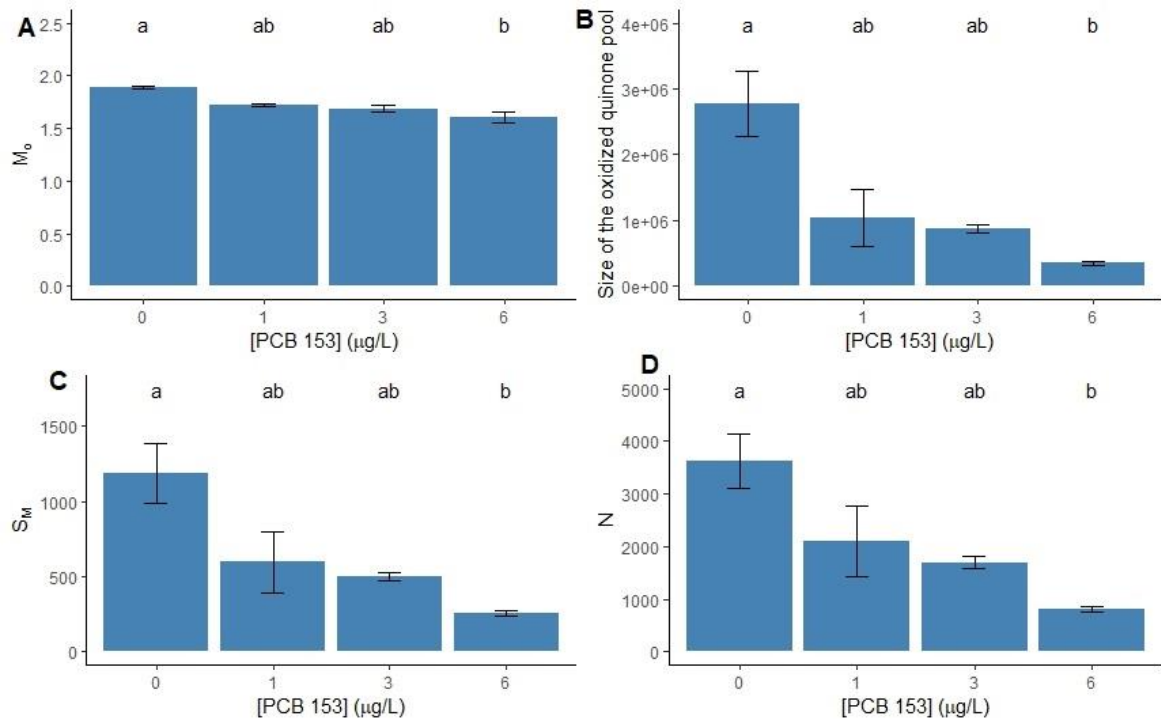 A
a ab ab b
2.5
2.0
1.5
1.0
0.5
0.0
Mo
0 1 3 6
[PCB 153] (μg/L)
B
a ab ab b
4e+06
3e+06
2e+06
1e+06
0e+00
Size of the oxidized quinone pool
0 1 3 6
[PCB 153] (μg/L)
C
a ab ab b
1500
1000
500
0
SM
0 1 3 6
[PCB 153] (μg/L)
D
a ab ab b
5000
4000
3000
2000
1000
0
N
0 1 3 6
[PCB 153] (μg/L)